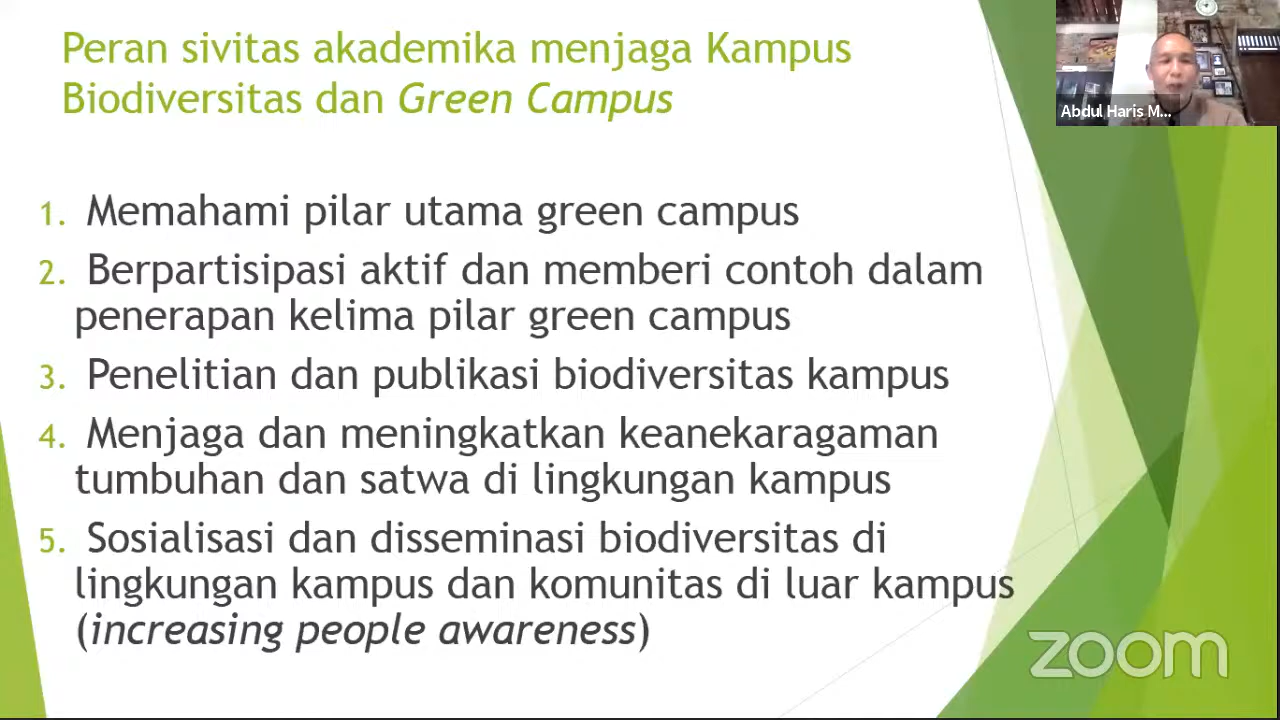 Peran sivitas akademika menjaga Kampus
Biodiversitas dan Green Campus
Abdul Haris M...
1. Memahami pilar utama green campus
2. Berpartisipasi aktif dan memberi contoh dalam
penerapan kelima pilar green campus
3. Penelitian dan publikasi biodiversitas kampus
4. Menjaga dan meningkatkan keanekaragaman
tumbuhan dan satwa di lingkungan kampus
5. Sosialisasi dan disseminasi biodiversitas di
lingkungan kampus dan komunitas di luar kampus
(increasing people awareness)
zoom